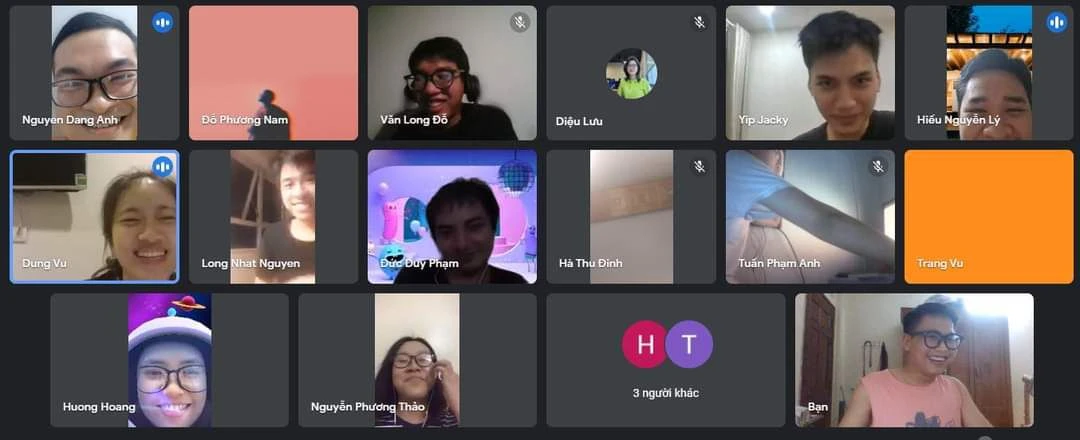 Nguyen Dang Anh
Đỗ Phương Nam
Văn Long Đỗ
Diệu Lưu
Yip Jacky
Hiếu Nguyễn Lý
Dung Vu
Long Nhat Nguyen
Đức Duy Phạm
Hà Thu Đinh
Tuấn Phạm Anh
Trang Vu
Huong Hoang
Nguyễn Phương Thảo
H T
3 người khác
Bạn